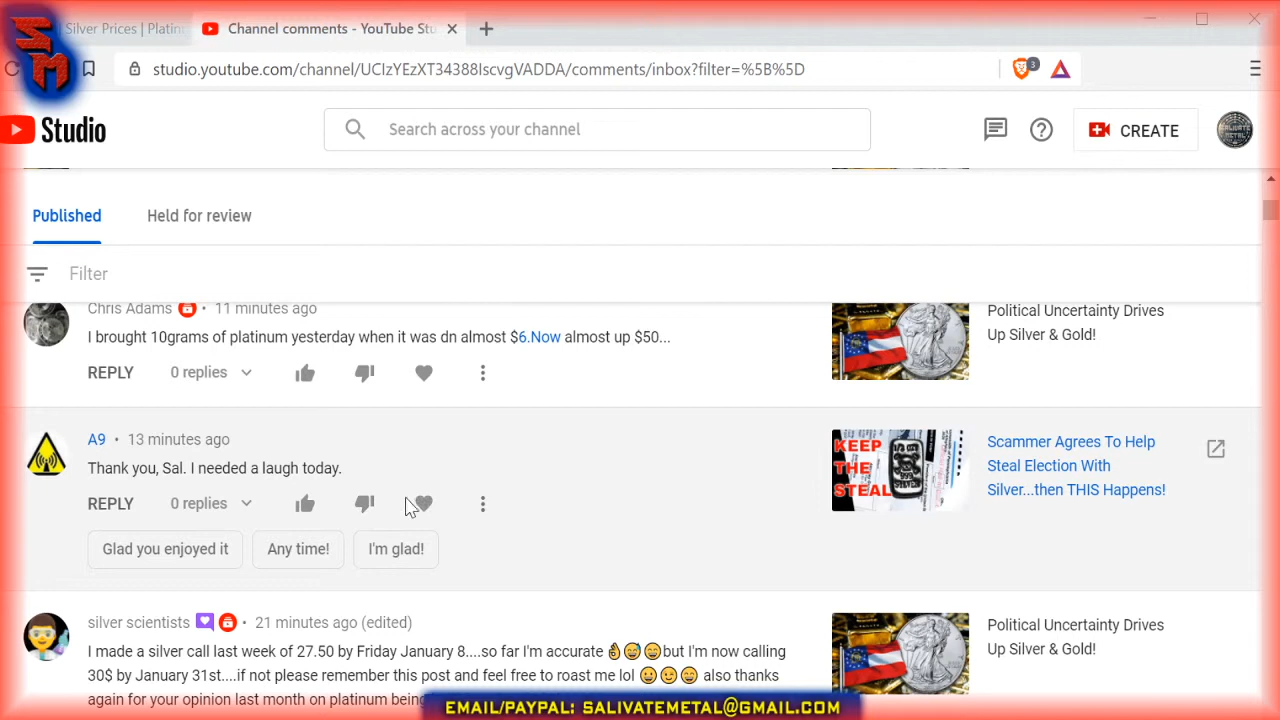 SM
Silver Prices | Platin
Channel comments - YouTube Stu
studio.youtube.com/channel/UCIzYEzXT34388IscvgVADDA/comments/inbox?filter=%5B%5D
3
Studio
Search across your channel
CREATE
SALIVATE METAL
Published
Held for review
Filter
Chris Adams • 11 minutes ago
I brought 10grams of platinum yesterday when it was dn almost $6.Now almost up $50...
REPLY 0 replies
Political Uncertainty Drives
Up Silver & Gold!
A9 • 13 minutes ago
Thank you, Sal. I needed a laugh today.
REPLY 0 replies
Glad you enjoyed it
Any time!
I'm glad!
KEEP
THE
STEAL
Scammer Agrees To Help
Steal Election With
Silver...then THIS Happens!
silver scientists • 21 minutes ago (edited)
I made a silver call last week of 27.50 by Friday January 8....so far I'm accurate 👌😅😄but I'm now calling
30$ by January 31st....if not please remember this post and feel free to roast me lol 😀😉😄 also thanks
again for your opinion last month on platinum being
Political Uncertainty Drives
Up Silver & Gold!
EMAIL/PAYPAL: SALIVATEMETAL@GMAIL.COM